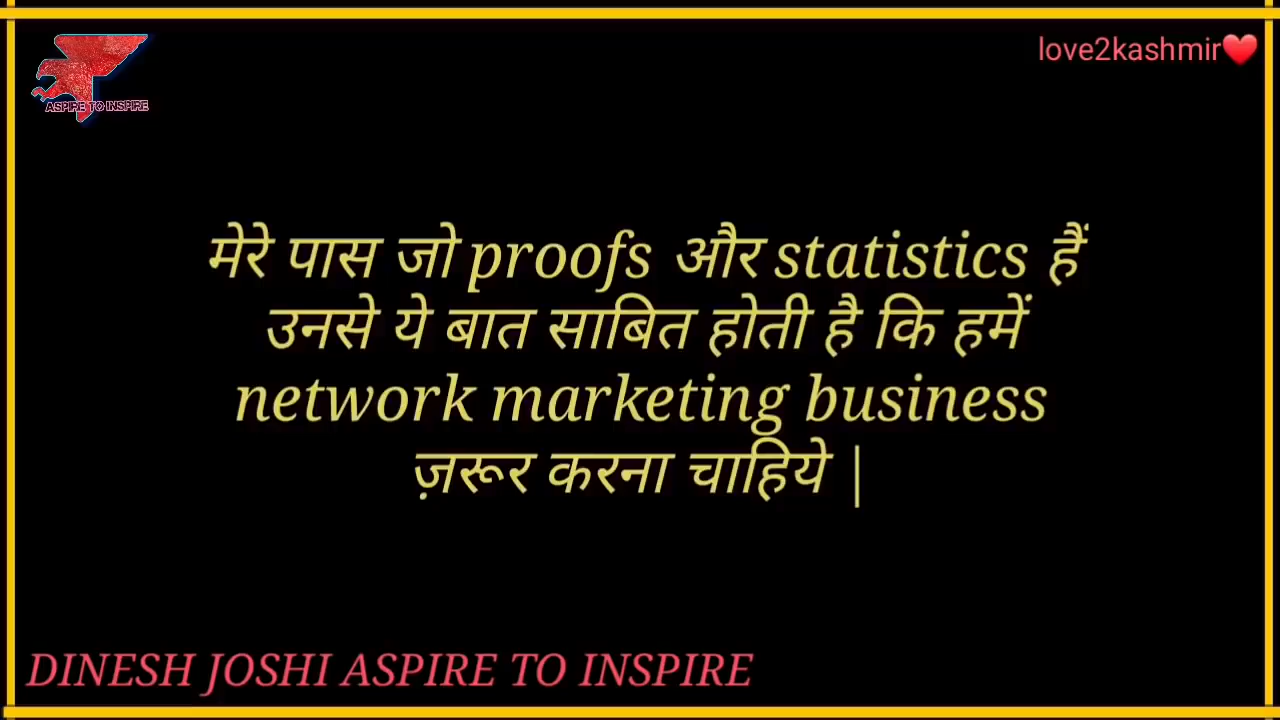 love2kashmir❤️
ASPIRE TO INSPIRE
मेरे पास जो proofs और statistics हैं
उनसे ये बात साबित होती है कि हमें
network marketing business
ज़रूर करना चाहिये |
DINESH JOSHI ASPIRE TO INSPIRE